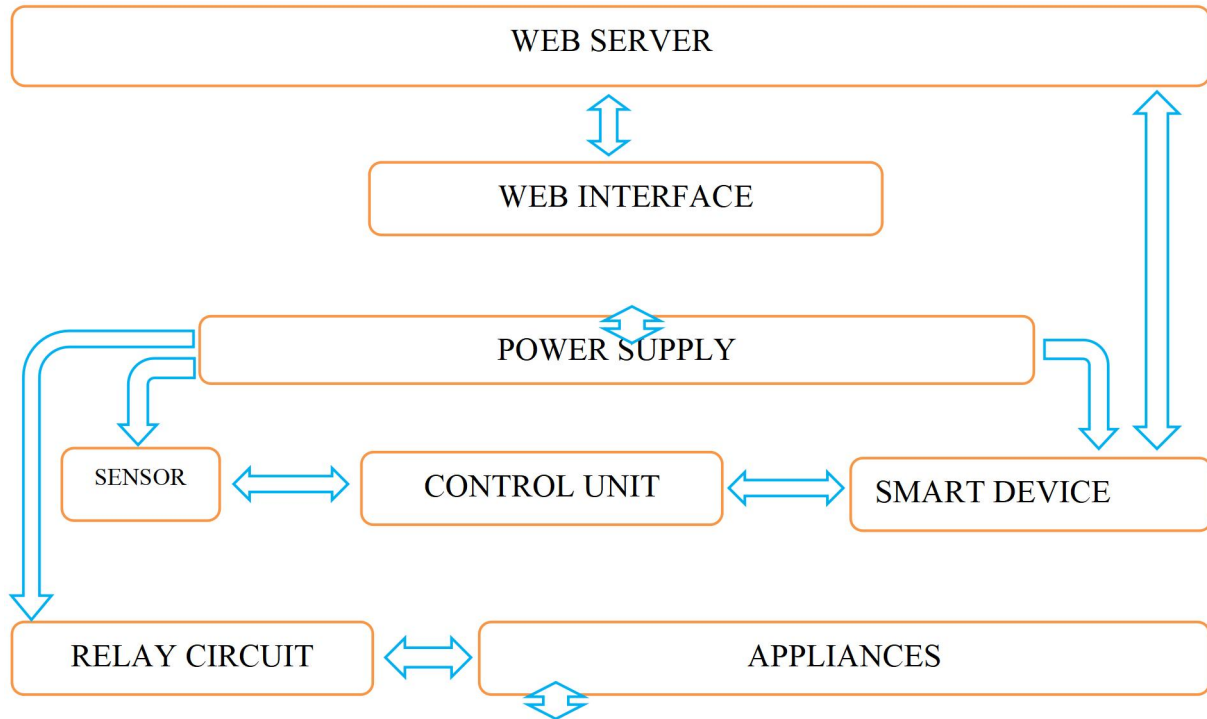 WEB SERVER
WEB INTERFACE
POWER SUPPLY
SENSOR
CONTROL UNIT
SMART DEVICE
RELAY CIRCUIT
APPLIANCES